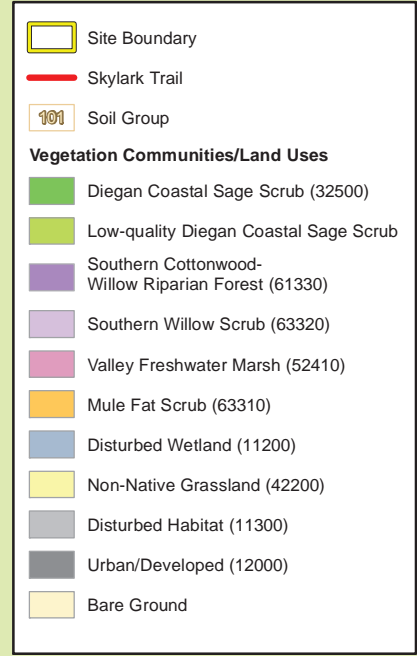 Site Boundary
Skylark Trail
101 Soil Group
Vegetation Communities/Land Uses
Diegan Coastal Sage Scrub (32500)
Low-quality Diegan Coastal Sage Scrub
Southern Cottonwood-
Willow Riparian Forest (61330)
Southern Willow Scrub (63320)
Valley Freshwater Marsh (52410)
Mule Fat Scrub (63310)
Disturbed Wetland (11200)
Non-Native Grassland (42200)
Disturbed Habitat (11300)
Urban/Developed (12000)
Bare Ground